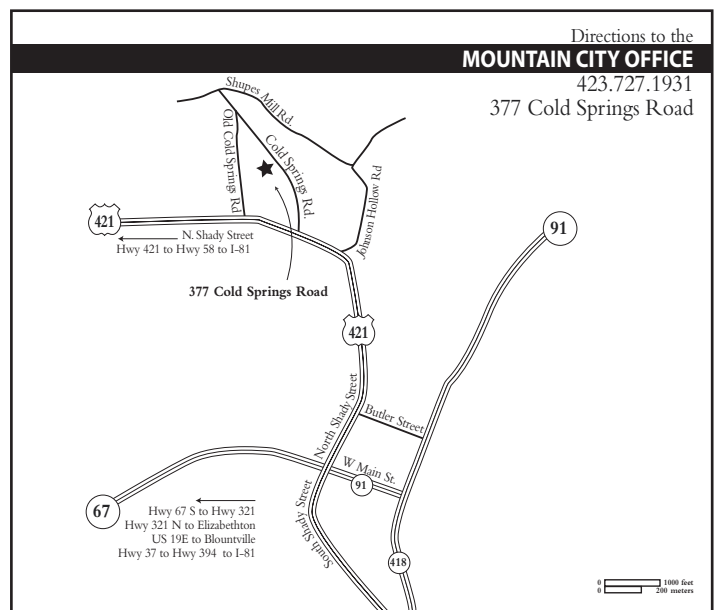 Directions to the
MOUNTAIN CITY OFFICE
423.727.1931
377 Cold Springs Road
Shupes Mill Rd.
Old Cold Springs Rd
Cold Springs Rd.
Johnson Hollow Rd
421
N. Shady Street
Hwy 421 to Hwy 58 to I-81
91
377 Cold Springs Road
421
North Shady Street
Butler Street
W Main St.
91
67
Hwy 67 S to Hwy 321
Hwy 321 N to Elizabethton
US 19E to Blountville
Hwy 37 to Hwy 394 to I-81
South Shady Street
418
0 1000 feet
0 200 meters